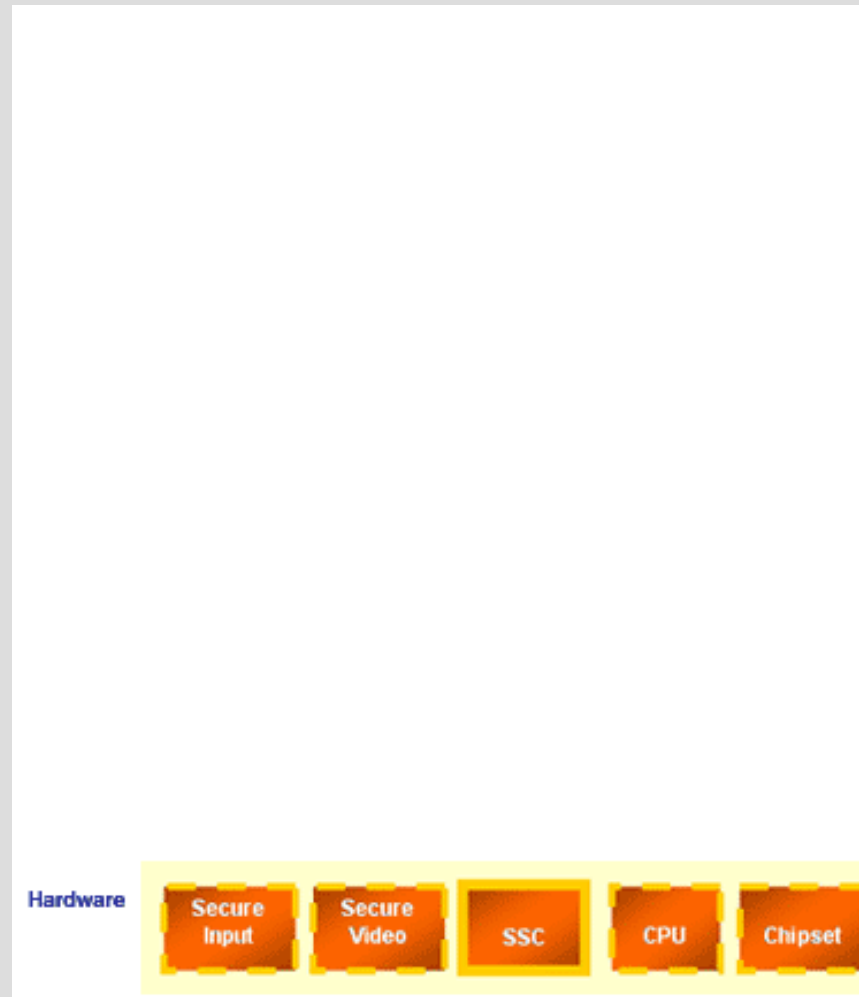 Hardware
Secure
Input
Secure
Video
SSC
CPU
Chipset